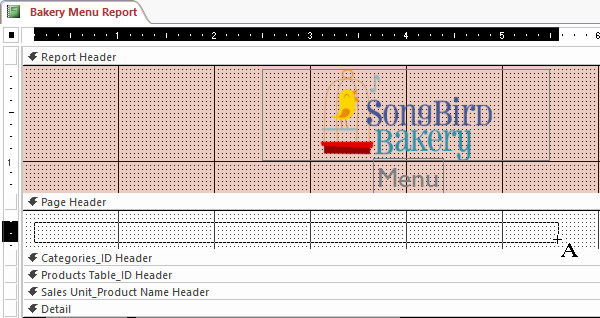 Bakery Menu Report
1 2 3 4 5 6
Report Header
SongBird
Bakery
1
Menu
Page Header
A
Categories_ID Header
Products Table_ID Header
Sales Unit_Product Name Header
Detail